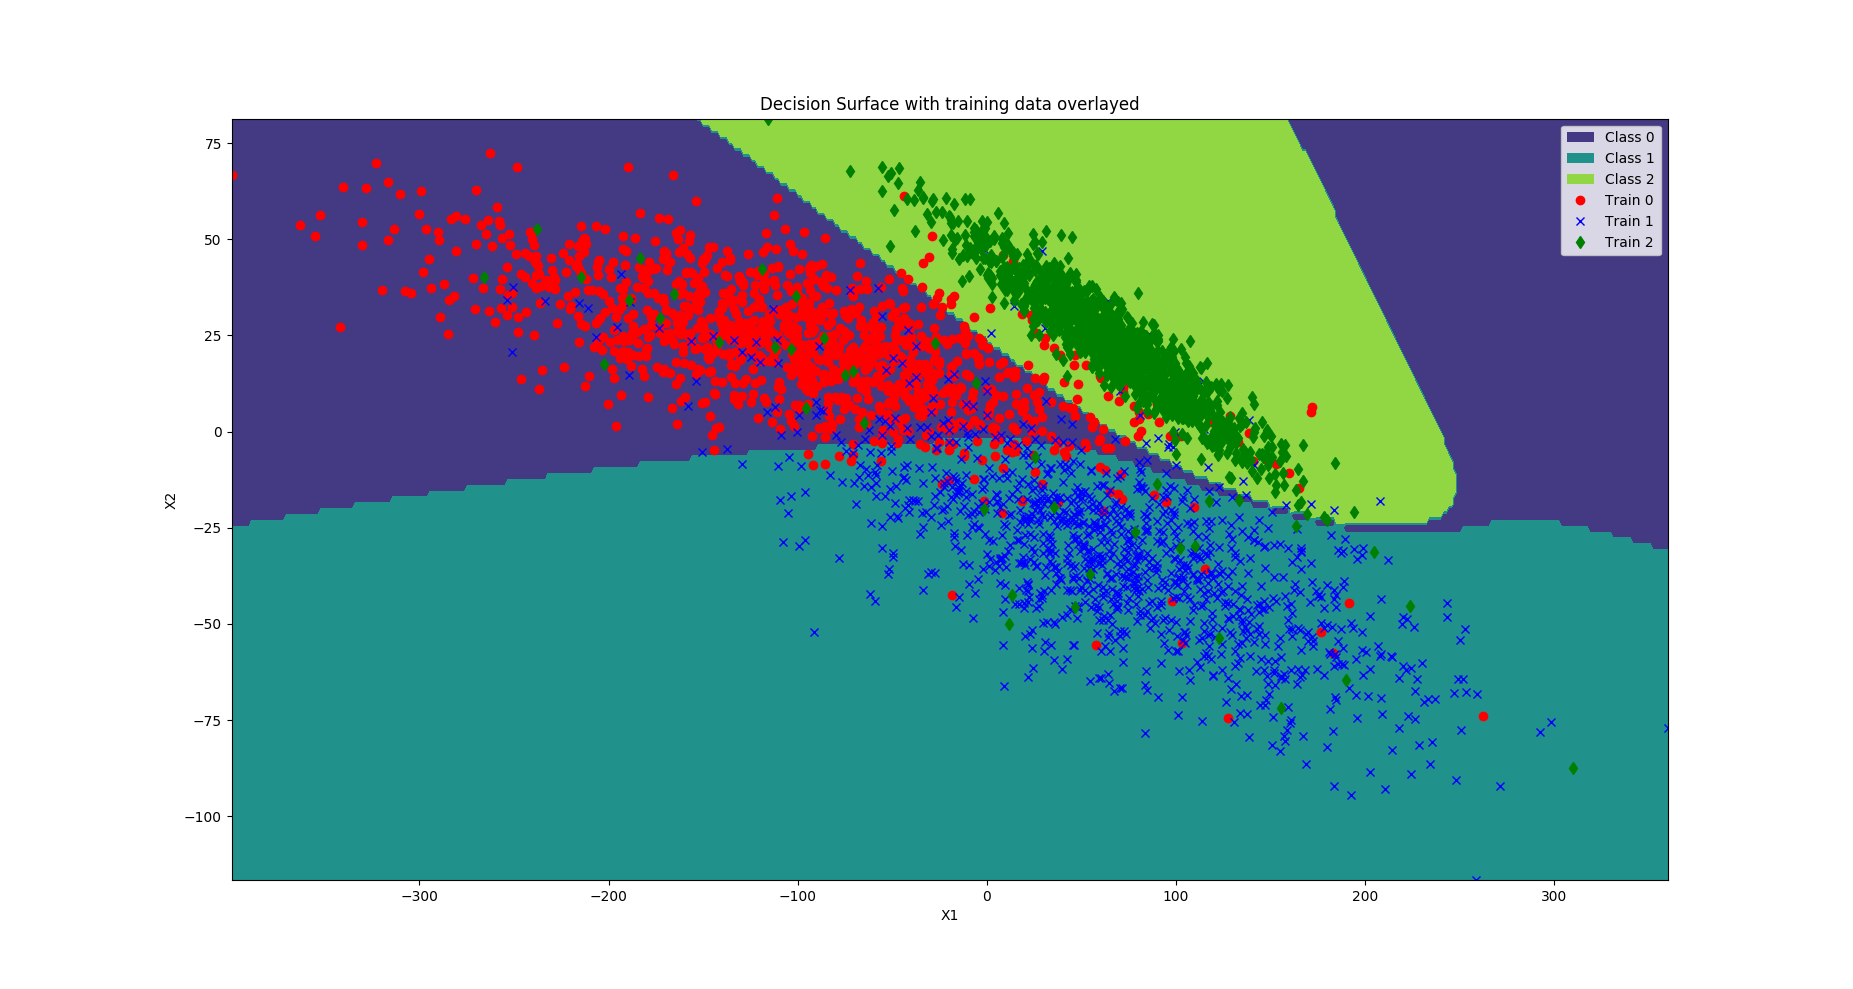 Decision Surface with training data overlayed
Class 0
Class 1
Class 2
Train 0
Train 1
Train 2
75
50
25
0
−25
−50
−75
−100
X2
−300
−200
−100
0
100
200
300
X1